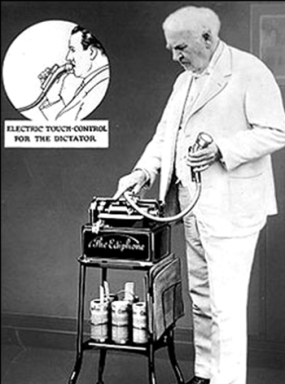 ELECTRIC TOUCH-CONTROL
FOR THE DICTATOR
The Ediphone